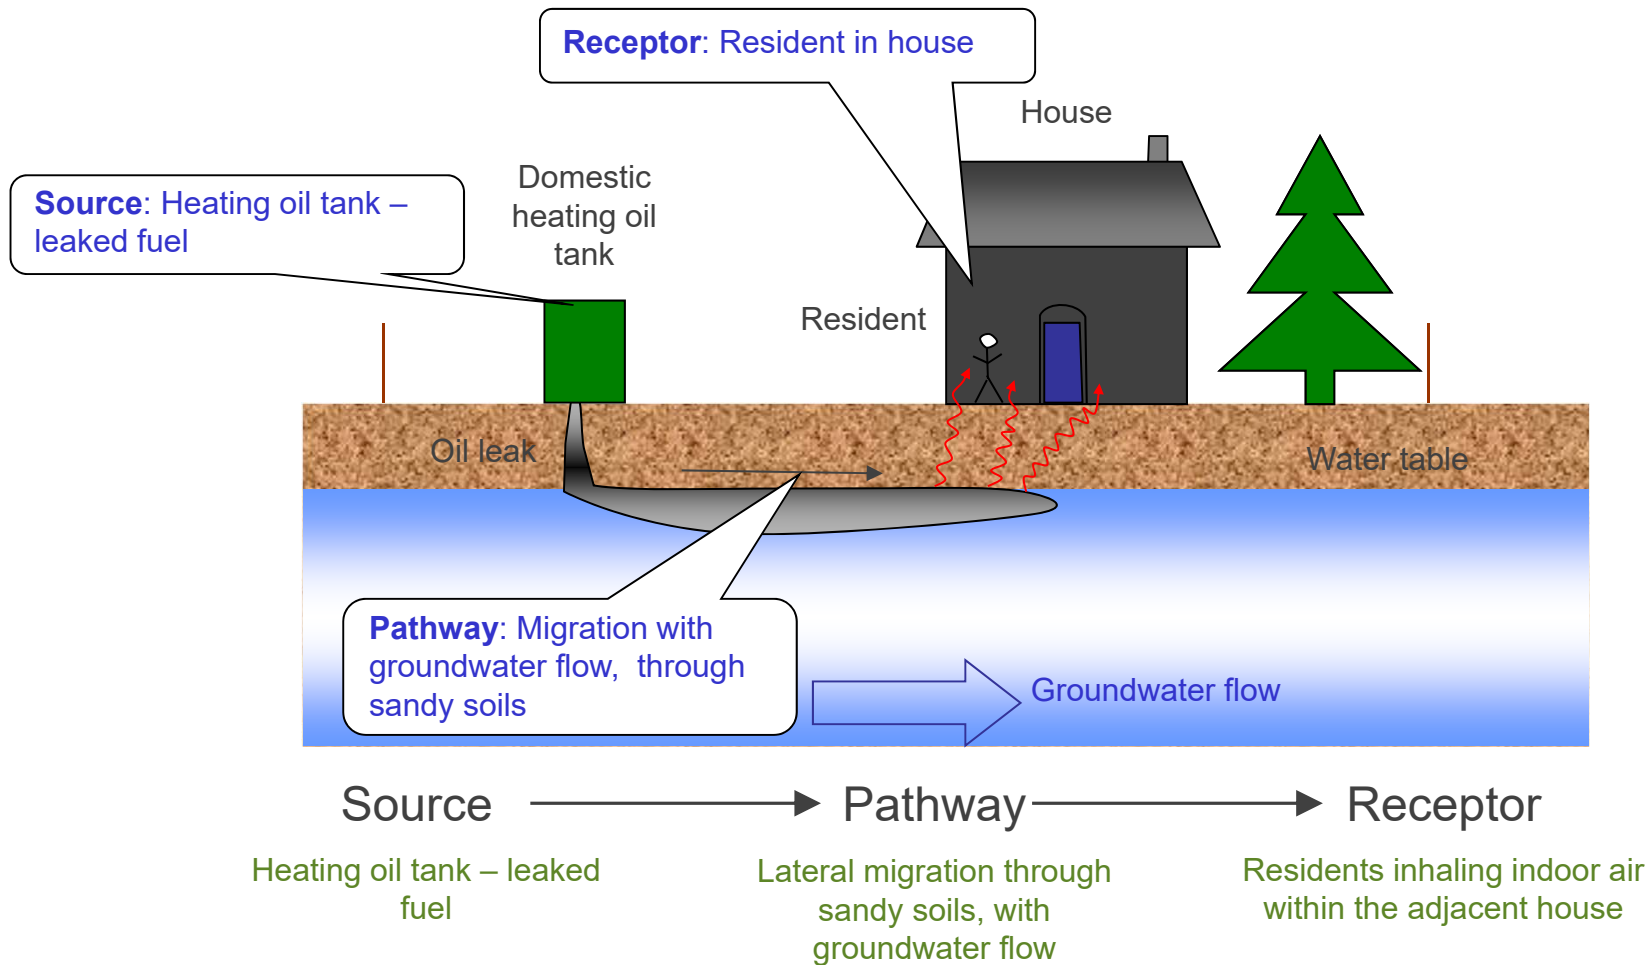 Receptor: Resident in house
House
Domestic
heating oil
tank
Source: Heating oil tank –
leaked fuel
Resident
Oil leak
Water table
Pathway: Migration with
groundwater flow,  through
sandy soils
Groundwater flow
Source
Pathway
Receptor
Heating oil tank – leaked
fuel
Lateral migration through
sandy soils, with
groundwater flow
Residents inhaling indoor air
within the adjacent house